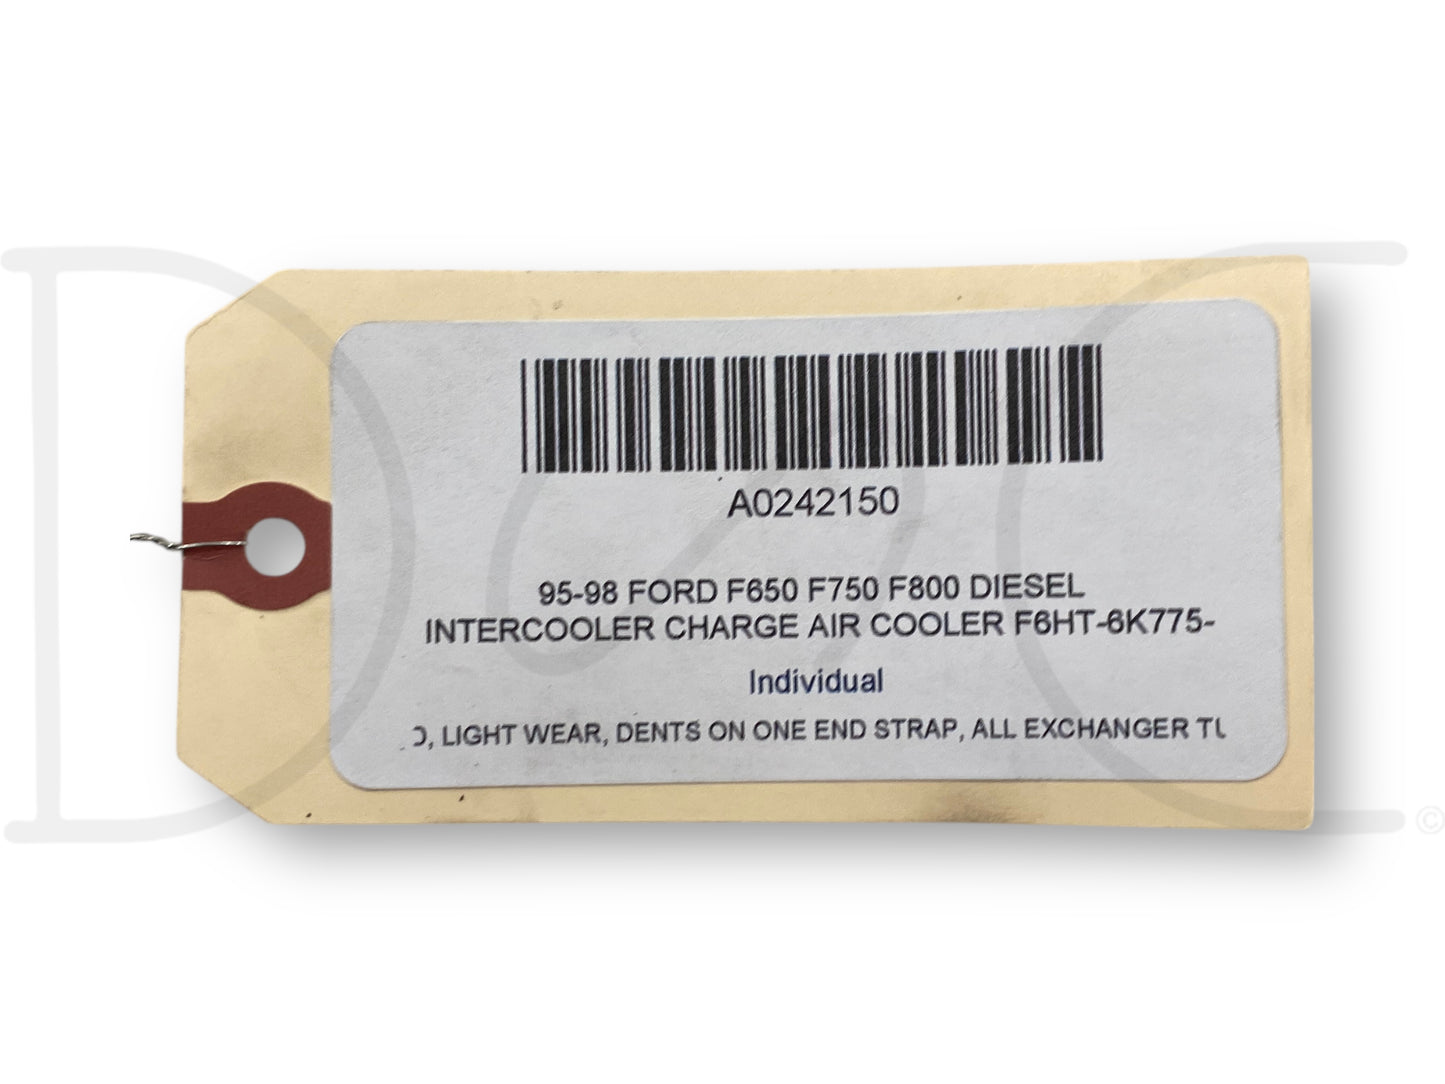 A0242150
95-98 FORD F650 F750 F800 DIESEL
INTERCOOLER CHARGE AIR COOLER F6HT-6K775-
Individual
LIGHT WEAR, DENTS ON ONE END STRAP, ALL EXCHANGER
D C
©